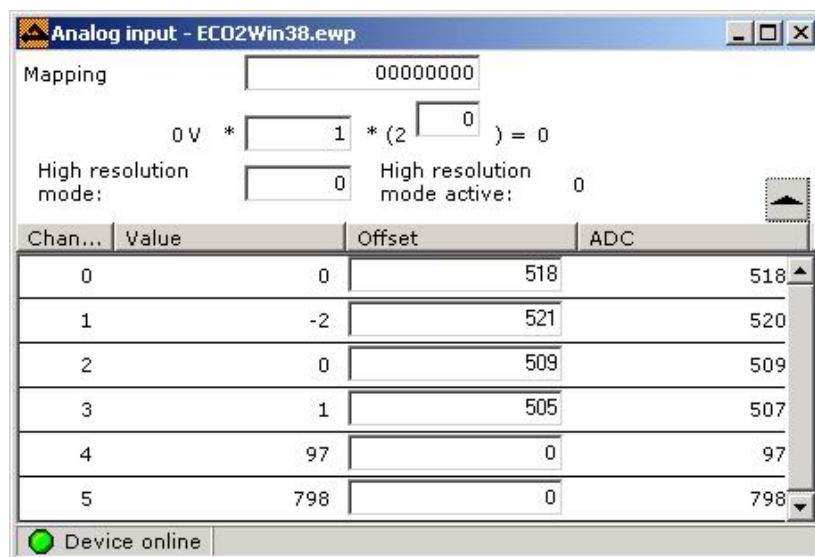 Analog input - ECO2Win38.ewp
Mapping 00000000
0 V * 1 * (2 0 ) = 0
High resolution mode: 0 High resolution mode active: 0
Chan... Value Offset ADC
0 0 518 518
1 -2 521 520
2 0 509 509
3 1 505 507
4 97 0 97
5 798 0 798
Device online